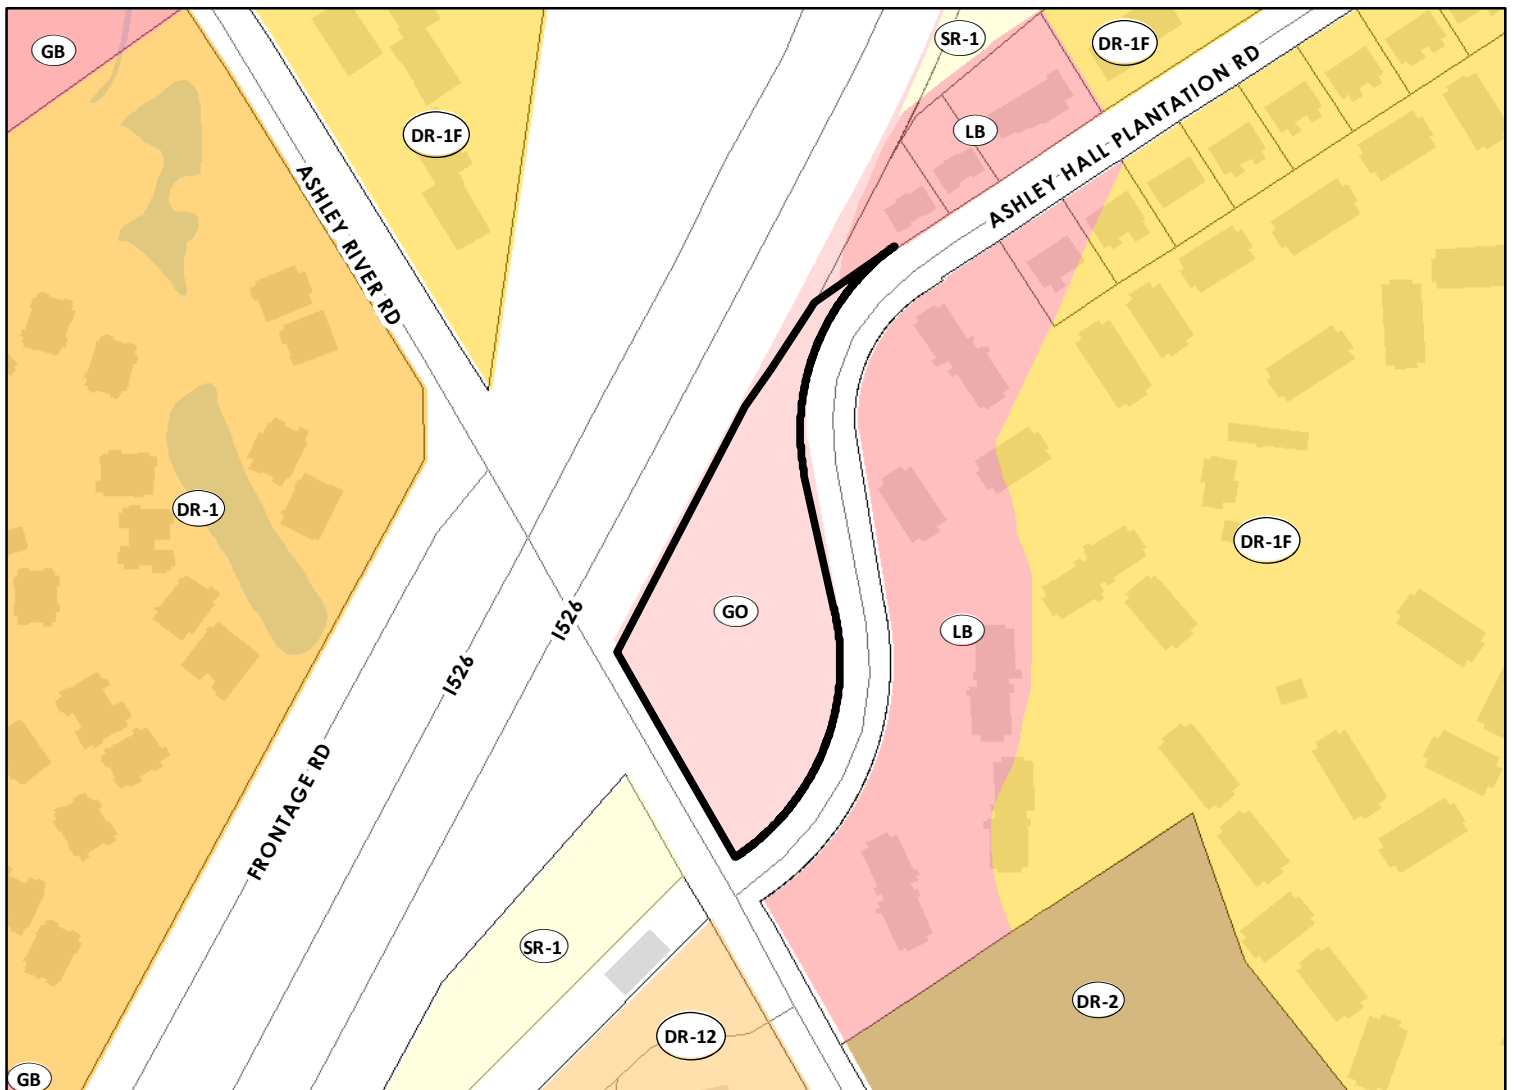 GB
SR-1
DR-1F
DR-1F
LB
ASHLEY HALL PLANTATION RD
ASHLEY RIVER RD
DR-1
DR-1F
GO
LB
I526
I526
FRONTAGE RD
SR-1
DR-2
DR-12
GB